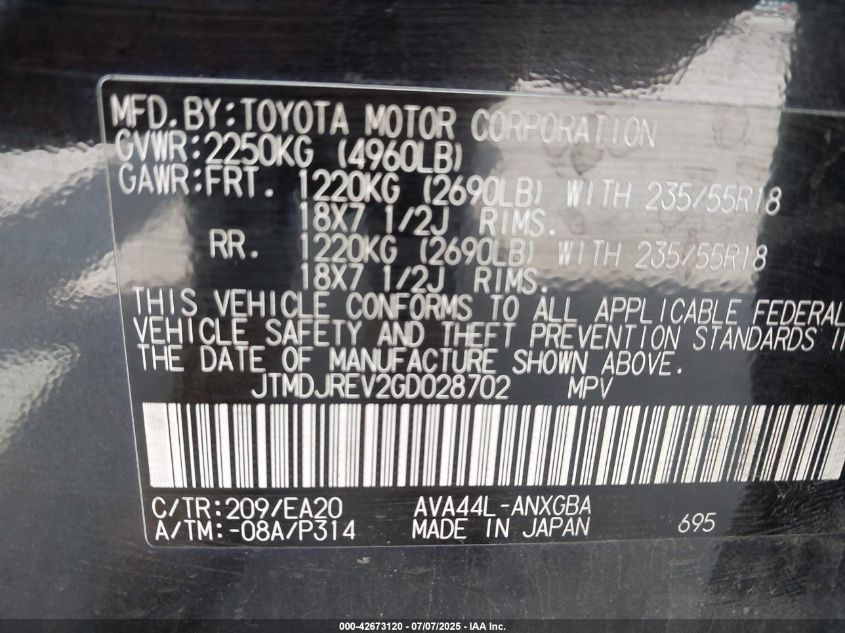 MFD.BY:TOYOTA MOTOR CORPORATION
GVWR:2250KG (4960LB)
GAWR:FRT. 1220KG (2690LB) WITH 235/55R18
18X7 1/2J RIMS.
RR. 1220KG (2690LB) WITH 235/55R18
18X7 1/2J RIMS.
THIS VEHICLE CONFORMS TO ALL APPLICABLE FEDERAL
VEHICLE SAFETY AND THEFT PREVENTION STANDARDS I
THE DATE OF MANUFACTURE SHOWN ABOVE.
JTMDJREV2GD028702 MPV
C/TR:209/EA20 AVA44L-ANXGBA
A/TM:-08A/P314 MADE IN JAPAN 695
000-42673120 - 07/07/2025 - IAA Inc.